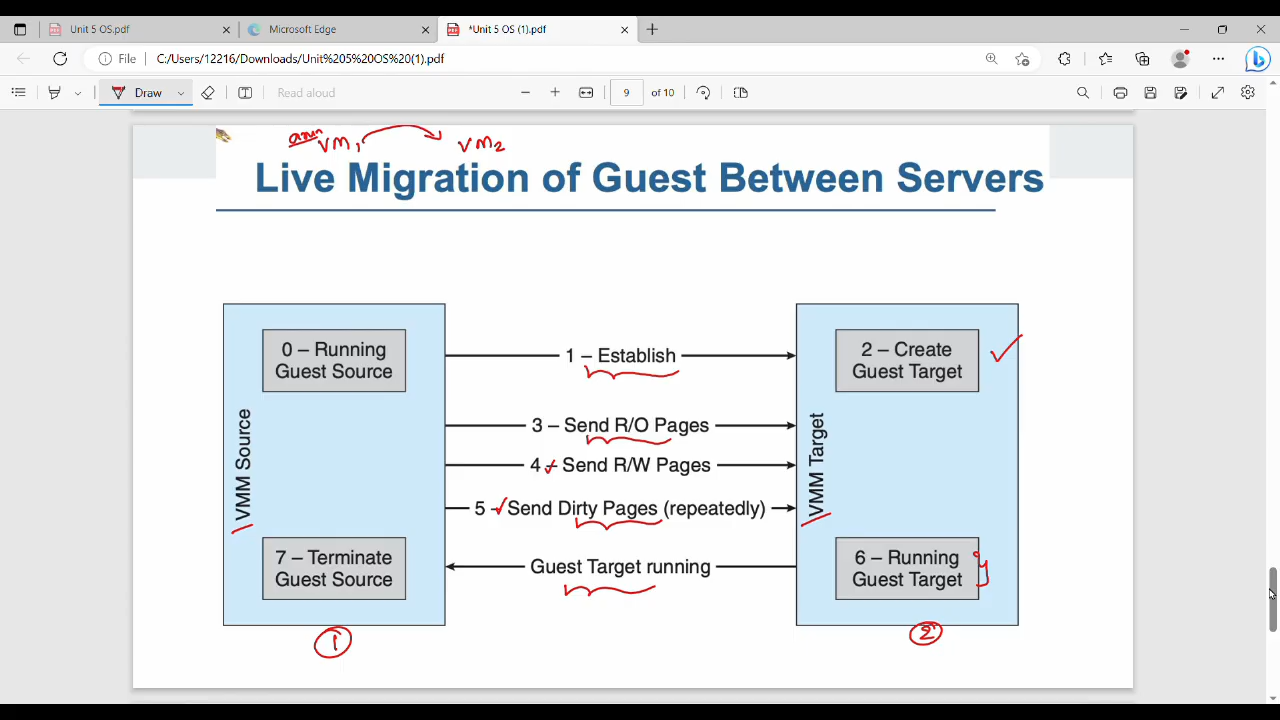 Unit 5 OS.pdf
Microsoft Edge
*Unit 5 OS (1).pdf
File
C:/Users/12216/Downloads/Unit%205%20OS%20(1).pdf
Draw
Read aloud
9
of 10
VM1
VM2
Live Migration of Guest Between Servers
0 – Running
Guest Source
1 – Establish
2 – Create
Guest Target
VMM Source
3 – Send R/O Pages
4 – Send R/W Pages
5 – Send Dirty Pages (repeatedly)
VMM Target
7 – Terminate
Guest Source
Guest Target running
6 – Running
Guest Target
1
2